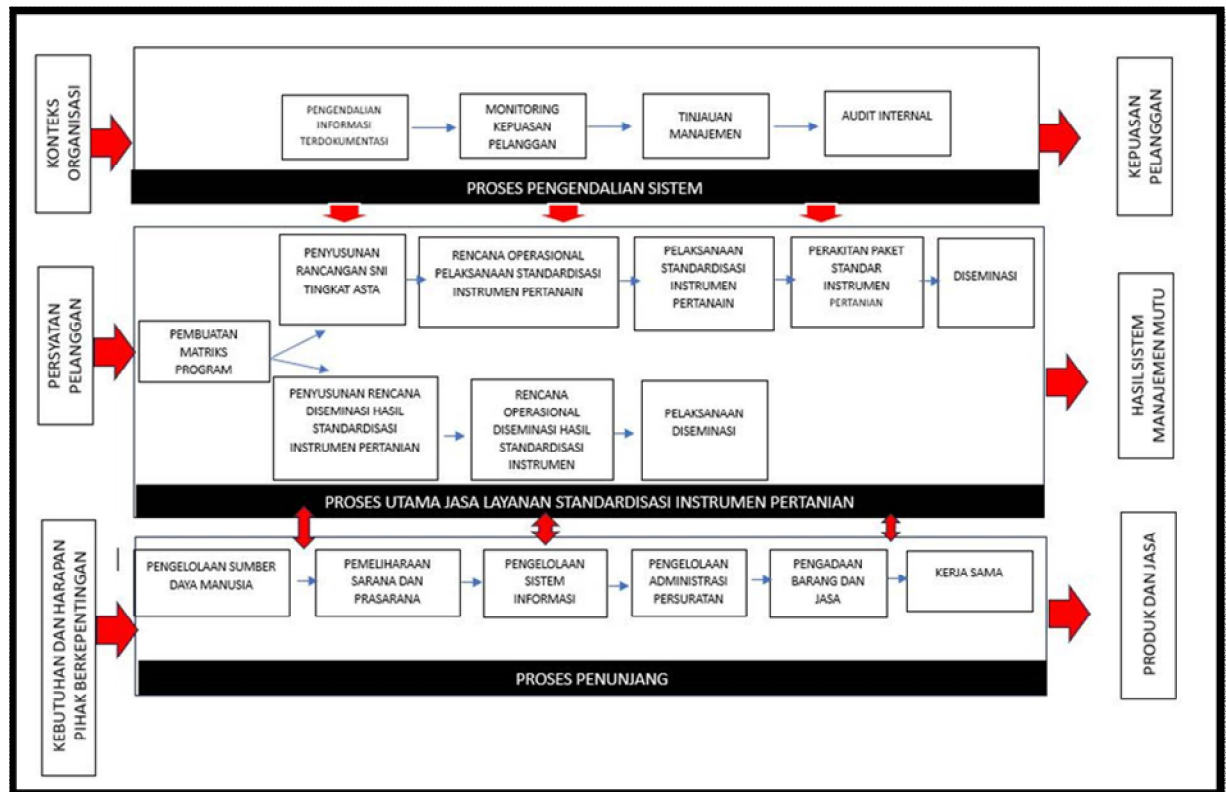 KONTEKS
ORGANISASI
PENGENDALIAN
INFORMASI
TERDOKUMENTASI
MONITORING
KEPUASAN
PELANGGAN
TINJAUAN
MANAJEMEN
AUDIT INTERNAL
PROSES PENGENDALIAN SISTEM
KEPUASAN
PELANGGAN
PERSYATAN
PELANGGAN
PEMBUATAN
MATRIKS
PROGRAM
PENYUSUNAN
RANCANGAN SNI
TINGKAT ASTA
RENCANA OPERASIONAL
PELAKSANAAN STANDARDISASI
INSTRUMEN PERTANAIN
PELAKSANAAN
STANDARDISASI
INSTRUMEN
PERTANAIN
PERAKITAN PAKET
STANDAR
INSTRUMEN
PERTANIAN
DISEMINASI
PENYUSUNAN RENCANA
DISEMINASI HASIL
STANDARDISASI
INSTRUMEN PERTANIAN
RENCANA
OPERASIONAL
DISEMINASI HASIL
STANDARDISASI
INSTRUMEN
PELAKSANAAN
DISEMINASI
PROSES UTAMA JASA LAYANAN STANDARDISASI INSTRUMEN PERTANIAN
HASIL SISTEM
MANAJEMEN MUTU
KEBUTUHAN DAN HARAPAN
PIHAK BERKEPENTINGAN
PENGELOLAAN SUMBER
DAYA MANUSIA
PEMELIHARAAN
SARANA DAN
PRASARANA
PENGELOLAAN
SISTEM
INFORMASI
PENGELOLAAN
ADMINISTRASI
PERSURATAN
PENGADAAN
BARANG DAN
JASA
KERJA SAMA
PROSES PENUNJANG
PRODUK DAN JASA